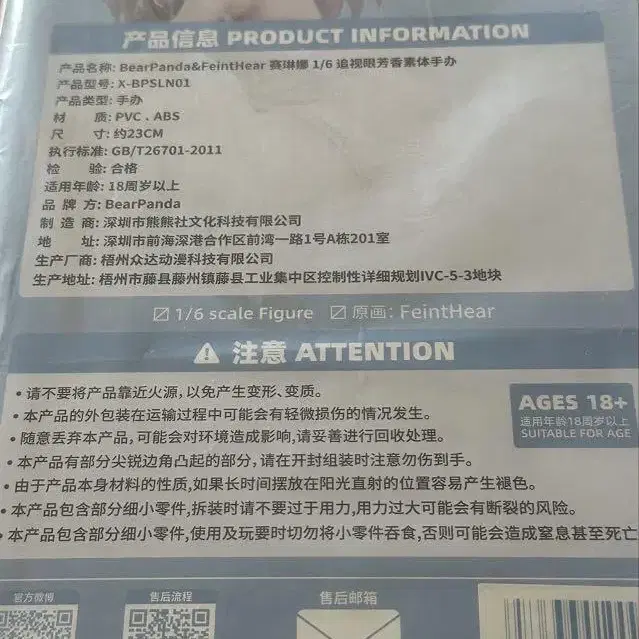 产品信息 PRODUCT INFORMATION
产品名称: BearPanda&FeintHear 赛琳娜 1/6 追视眼芳香素体手办
产品型号: X-BPSLN01
产品类型: 手办
材 质: PVC、ABS
尺 寸: 约23CM
执行标准: GB/T26701-2011
检 验: 合格
适用年龄: 18周岁以上
品 牌 方: BearPanda
制 造 商: 深圳市熊熊社文化科技有限公司
地 址: 深圳市前海深港合作区前湾一路1号A栋201室
生产厂商: 梧州众达动漫科技有限公司
生产地址: 梧州市藤县藤州镇藤县工业集中区控制性详细规划IVC-5-3地块
1/6 scale Figure 原画: FeintHear
注意 ATTENTION
• 请不要将产品靠近火源,以免产生变形、变质。
• 本产品的外包装在运输过程中可能会有轻微损伤的情况发生。
• 随意丢弃本产品,可能会对环境造成影响,请妥善进行回收处理。
• 本产品有部分尖锐边角凸起的部分,请在开封组装时注意勿伤到手。
• 由于产品本身材料的性质,如果长时间摆放在阳光直射的位置容易产生褪色。
• 本产品包含部分细小零件,拆装时请不要过于用力,用力过大可能会有断裂的风险。
• 本产品包含部分细小零件,使用及玩要时切勿将小零件吞食,否则可能会造成窒息甚至死亡
AGES 18+
适用年龄18周岁以上
SUITABLE FOR AGE
官方微博
售后流程
售后邮箱